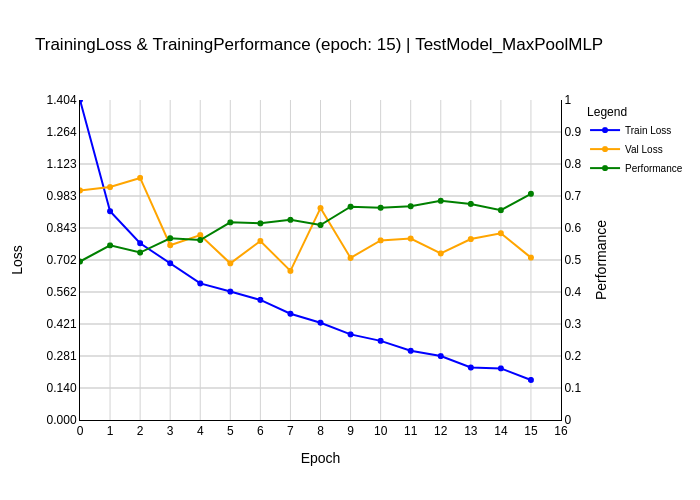 TrainingLoss & TrainingPerformance (epoch: 15) | TestModel_MaxPoolMLP
Legend
Train Loss
Val Loss
Performance
1.404
1.264
1.123
0.983
0.843
0.702
0.562
0.421
0.281
0.140
0.000
Loss
1
0.9
0.8
0.7
0.6
0.5
0.4
0.3
0.2
0.1
0
Performance
0 1 2 3 4 5 6 7 8 9 10 11 12 13 14 15 16
Epoch